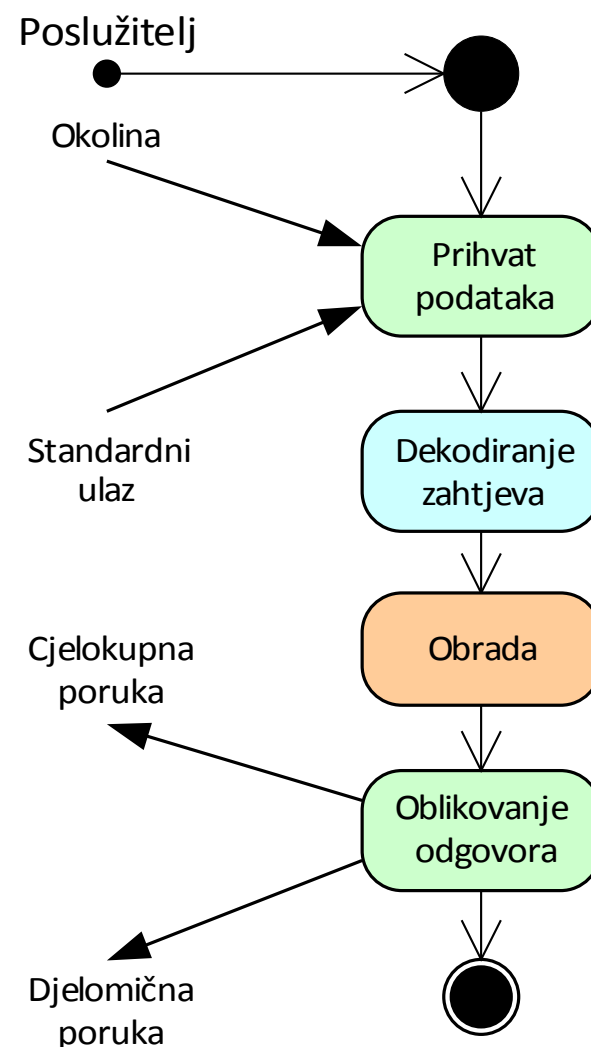 Poslužitelj
Okolina
Prihvat
podataka
Standardni
ulaz
Dekodiranje
zahtjeva
Obrada
Cjelokupna
poruka
Oblikovanje
odgovora
Djelomična
poruka